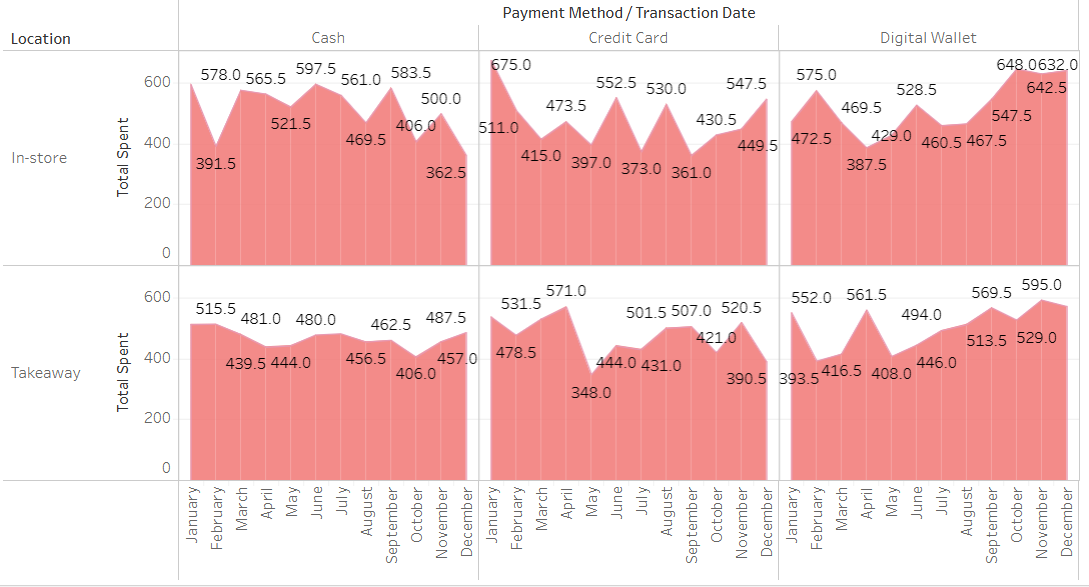 Payment Method / Transaction Date
Location
Cash
Credit Card
Digital Wallet
In-store
Total Spent
600
400
200
0
578.0
391.5
565.5
521.5
597.5
561.0
469.5
583.5
406.0
500.0
362.5
675.0
511.0
415.0
473.5
397.0
552.5
373.0
530.0
361.0
430.5
449.5
547.5
472.5
575.0
469.5
387.5
429.0
528.5
460.5
467.5
547.5
648.0
642.5
632.0
Takeaway
Total Spent
600
400
200
0
515.5
481.0
439.5
444.0
480.0
456.5
462.5
406.0
457.0
487.5
531.5
478.5
571.0
348.0
444.0
431.0
501.5
507.0
421.0
520.5
390.5
552.0
393.5
416.5
561.5
408.0
446.0
494.0
513.5
569.5
529.0
595.0
January
February
March
April
May
June
July
August
September
October
November
December
January
February
March
April
May
June
July
August
September
October
November
December
January
February
March
April
May
June
July
August
September
October
November
December